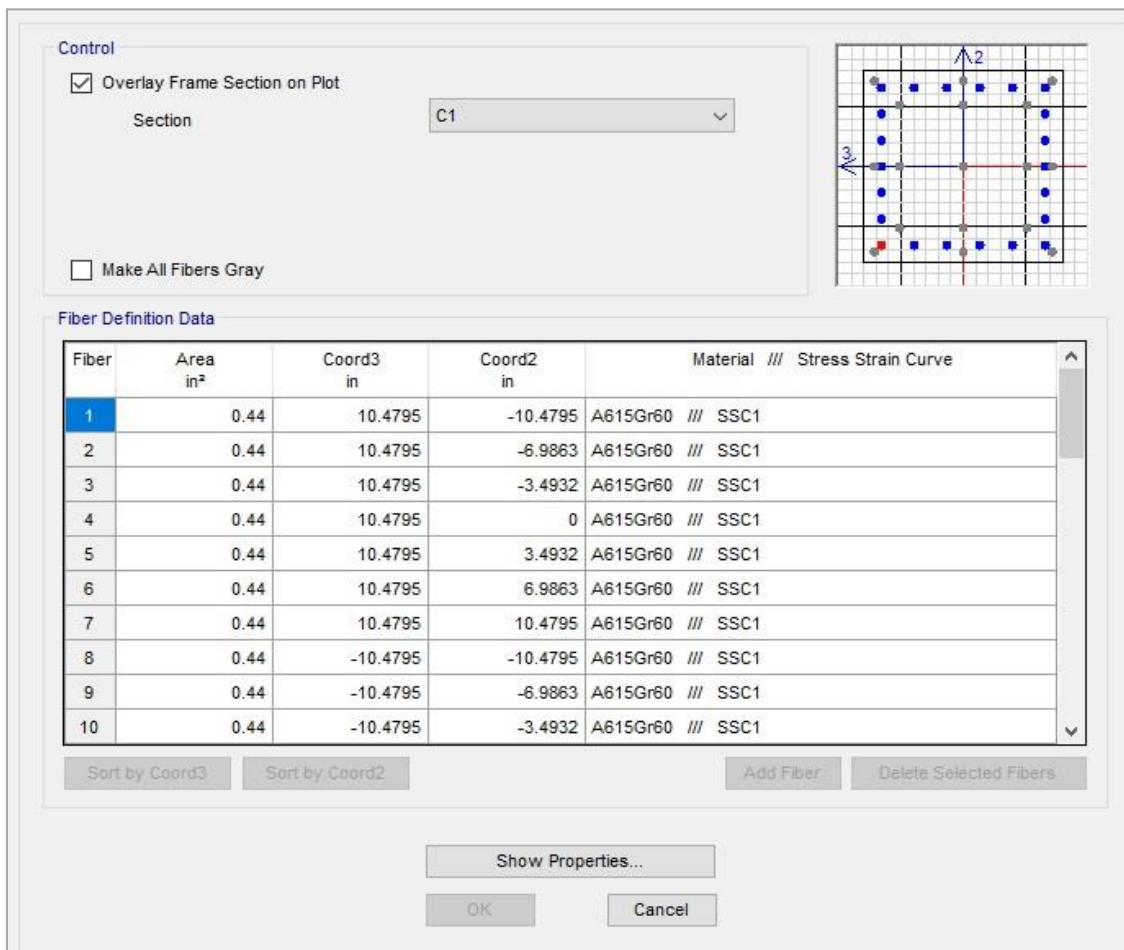 Control
Overlay Frame Section on Plot
Section C1
Make All Fibers Gray
2
3
Fiber Definition Data
Fiber Area Coord3 Coord2 Material /// Stress Strain Curve
in² in in
1 0.44 10.4795 -10.4795 A615Gr60 /// SSC1
2 0.44 10.4795 -6.9863 A615Gr60 /// SSC1
3 0.44 10.4795 -3.4932 A615Gr60 /// SSC1
4 0.44 10.4795 0 A615Gr60 /// SSC1
5 0.44 10.4795 3.4932 A615Gr60 /// SSC1
6 0.44 10.4795 6.9863 A615Gr60 /// SSC1
7 0.44 10.4795 10.4795 A615Gr60 /// SSC1
8 0.44 -10.4795 -10.4795 A615Gr60 /// SSC1
9 0.44 -10.4795 -6.9863 A615Gr60 /// SSC1
10 0.44 -10.4795 -3.4932 A615Gr60 /// SSC1
Sort by Coord3 Sort by Coord2 Add Fiber Delete Selected Fibers
Show Properties...
OK Cancel